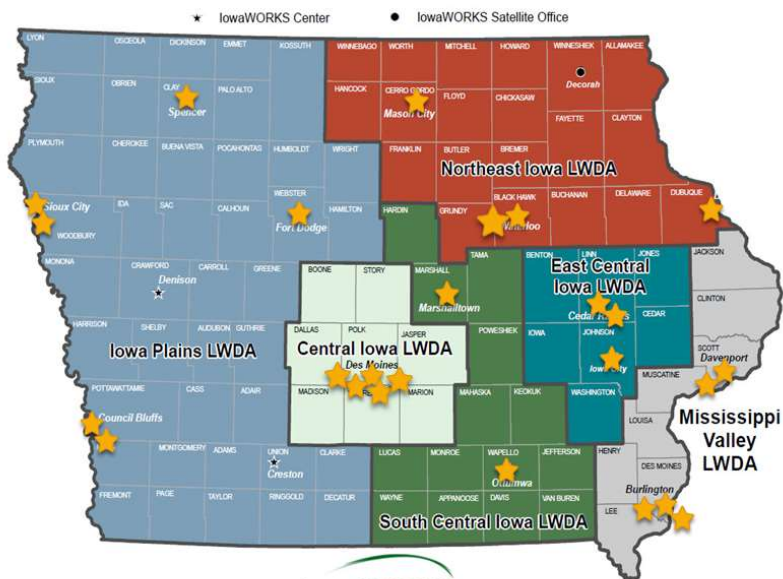 IowaWORKS Center
IowaWORKS Satellite Office
LYON
OSCEOLA
DICKINSON
EMMET
KOSSUTH
WINNEBAGO
WORTH
MITCHELL
HOWARD
WINNESHIEK
ALLAMAKEE
SIOUX
OBRIEN
CLAY
PALO ALTO
Spencer
HANCOCK
CERRO GORDO
Mason City
FLOYD
CHICKASAW
Decorah
FAYETTE
CLAYTON
PLYMOUTH
CHEROKEE
BUENA VISTA
POCAHONTAS
HUMBOLDT
WRIGHT
FRANKLIN
BUTLER
BREMER
Northeast Iowa LWDA
Sioux City
WOODBURY
IDA
SAC
CALHOUN
WEBSTER
Fort Dodge
HAMILTON
HARDIN
GRUNDY
BLACK HAWK
Waterloo
BUCHANAN
DELAWARE
DUBUQUE
MONONA
CRAWFORD
Denison
CARROLL
GREENE
BOONE
STORY
MARSHALL
Marshalltown
TAMA
BENTON
LINN
JONES
East Central
Iowa LWDA
Cedar Rapids
JACKSON
CLINTON
HARRISON
SHELBY
AUDUBON
GUTHRIE
Iowa Plains LWDA
DALLAS
POLK
JASPER
Central Iowa LWDA
Des Moines
POWESHIEK
IOWA
JOHNSON
Iowa City
CEDAR
SCOTT
Davenport
MUSCATINE
POTTAWATTAMIE
Council Bluffs
CASS
ADAIR
MADISON
MARION
MAHASKA
KEOKUK
WASHINGTON
LOUISA
Mississippi
Valley
LWDA
MONTGOMERY
ADAMS
UNION
Creston
CLARKE
LUCAS
MONROE
WAPELLO
Ottumwa
JEFFERSON
HENRY
DES MOINES
Burlington
FREMONT
PAGE
TAYLOR
RINGGOLD
DECATUR
WAYNE
APPANOOSE
DAVIS
VAN BUREN
LEE
South Central Iowa LWDA